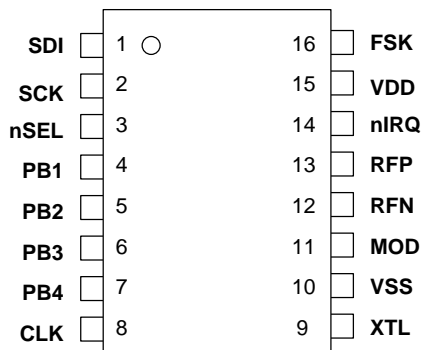 SDI 1 16 FSK
SCK 2 15 VDD
nSEL 3 14 nIRQ
PB1 4 13 RFP
PB2 5 12 RFN
PB3 6 11 MOD
PB4 7 10 VSS
CLK 8 9 XTL